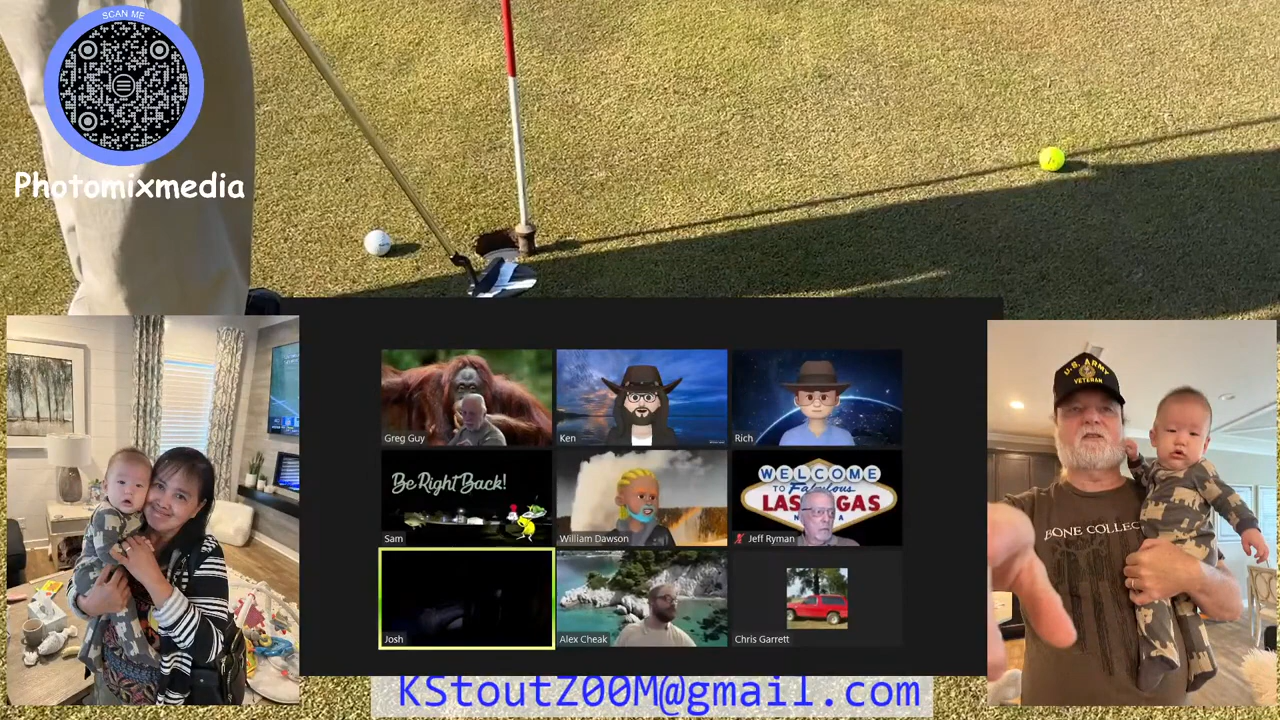 SCAN ME
Photomixmedia
Greg Guy
Ken
Rich
Be Right Back!
Sam
William Dawson
WELCOME
TO Fabulous
LAS VEGAS
Jeff Ryman
Josh
Alex Cheak
Chris Garrett
U.S. ARMY
VETERAN
BONE COLLEC
KStoutZ00M@gmail.com